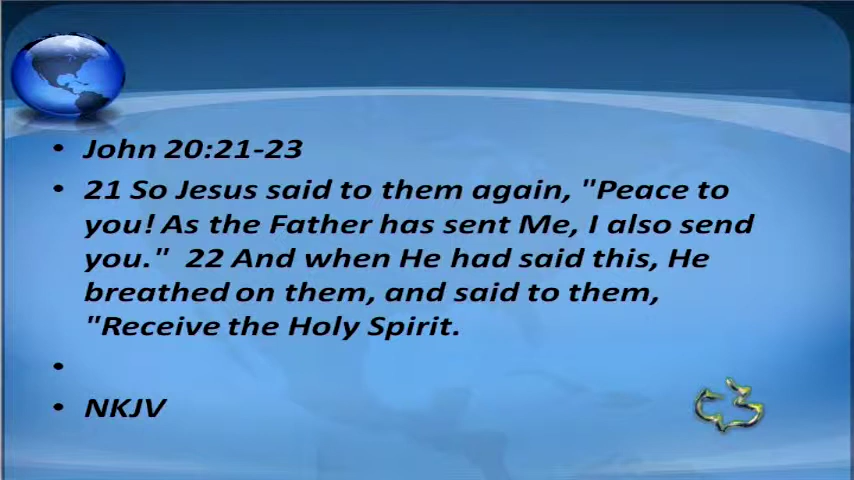 • John 20:21-23
• 21 So Jesus said to them again, "Peace to
you! As the Father has sent Me, I also send
you."  22 And when He had said this, He
breathed on them, and said to them,
"Receive the Holy Spirit.
•
• NKJV